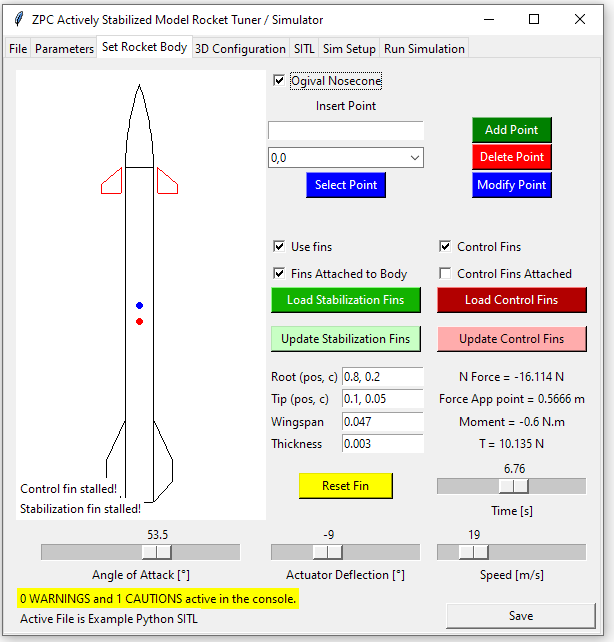 ZPC Actively Stabilized Model Rocket Tuner / Simulator
File Parameters Set Rocket Body 3D Configuration SITL Sim Setup Run Simulation
Ogival Nosecone
Insert Point
Add Point
0,0
Delete Point
Select Point
Modify Point
Use fins
Control Fins
Fins Attached to Body
Control Fins Attached
Load Stabilization Fins
Load Control Fins
Update Stabilization Fins
Update Control Fins
Root (pos, c) 0.8, 0.2
N Force = -16.114 N
Tip (pos, c) 0.1, 0.05
Force App point = 0.5666 m
Wingspan 0.047
Moment = -0.6 N.m
Thickness 0.003
T = 10.135 N
6.76
Reset Fin
Time [s]
Control fin stalled!
Stabilization fin stalled!
53.5
-9
19
Angle of Attack [°]
Actuator Deflection [°]
Speed [m/s]
0 WARNINGS and 1 CAUTIONS active in the console.
Active File is Example Python SITL
Save